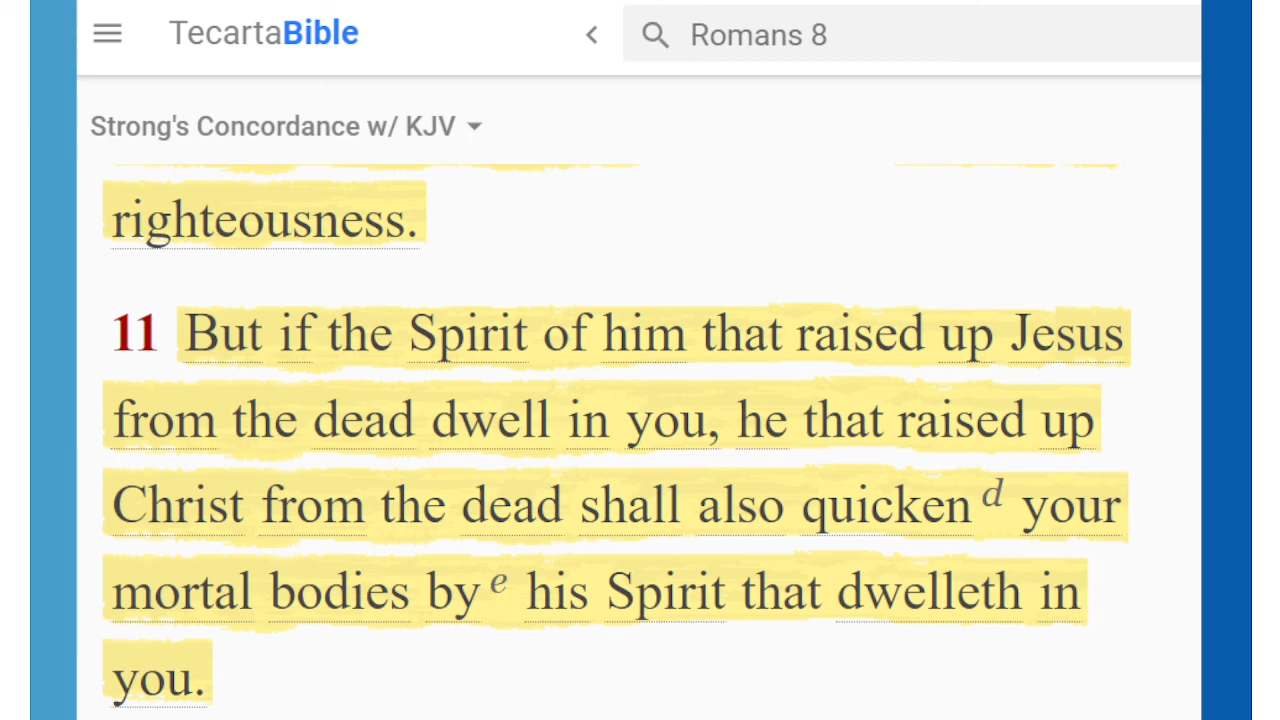 TecartaBible
Romans 8
Strong's Concordance w/ KJV
righteousness.
11 But if the Spirit of him that raised up Jesus
from the dead dwell in you, he that raised up
Christ from the dead shall also quicken d your
mortal bodies by e his Spirit that dwelleth in
you.